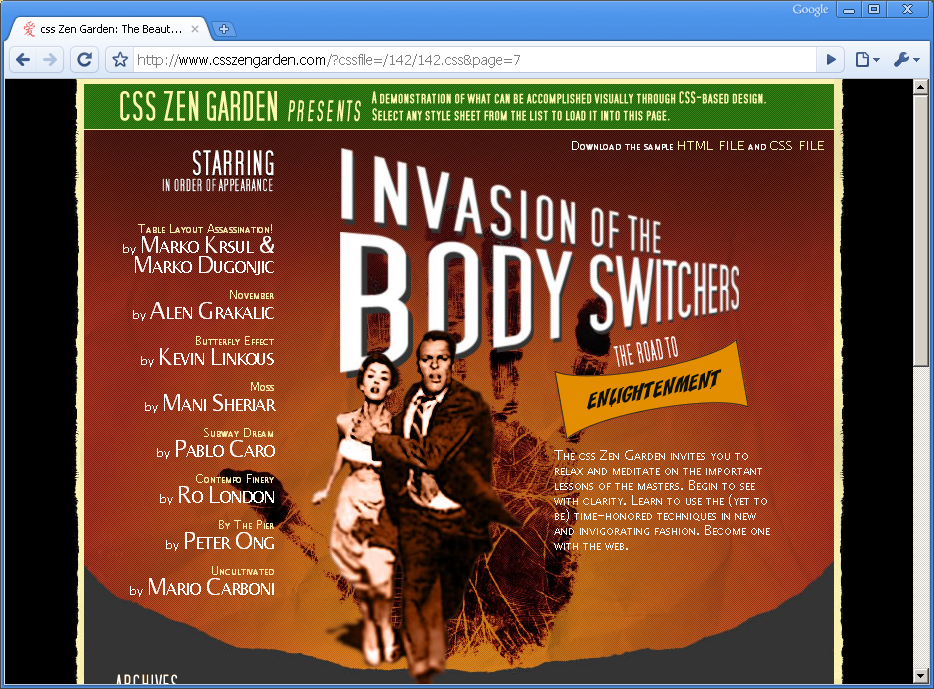 Google
css Zen Garden: The Beaut...
http://www.csszengarden.com/?cssfile=/142/142.css&page=7
CSS ZEN GARDEN PRESENTS
A DEMONSTRATION OF WHAT CAN BE ACCOMPLISHED VISUALLY THROUGH CSS-BASED DESIGN.
SELECT ANY STYLE SHEET FROM THE LIST TO LOAD IT INTO THIS PAGE.
Download the sample HTML FILE and CSS FILE
STARRING
IN ORDER OF APPEARANCE
Table Layout Assassination!
by Marko Krsul &
Marko Dugonjic
November
by Alen Grakalic
Butterfly Effect
by Kevin Linkous
Moss
by Mani Sheriar
Subway Dream
by Pablo Caro
Contempo Finery
by Ro London
By The Pier
by Peter Ong
Uncultivated
by Mario Carboni
ARCHIVES
INVASION OF THE
BODY SWITCHERS
THE ROAD TO
ENLIGHTENMENT
The css Zen Garden invites you to
relax and meditate on the important
lessons of the masters. Begin to see
with clarity. Learn to use the (yet to
be) time-honored techniques in new
and invigorating fashion. Become one
with the web.